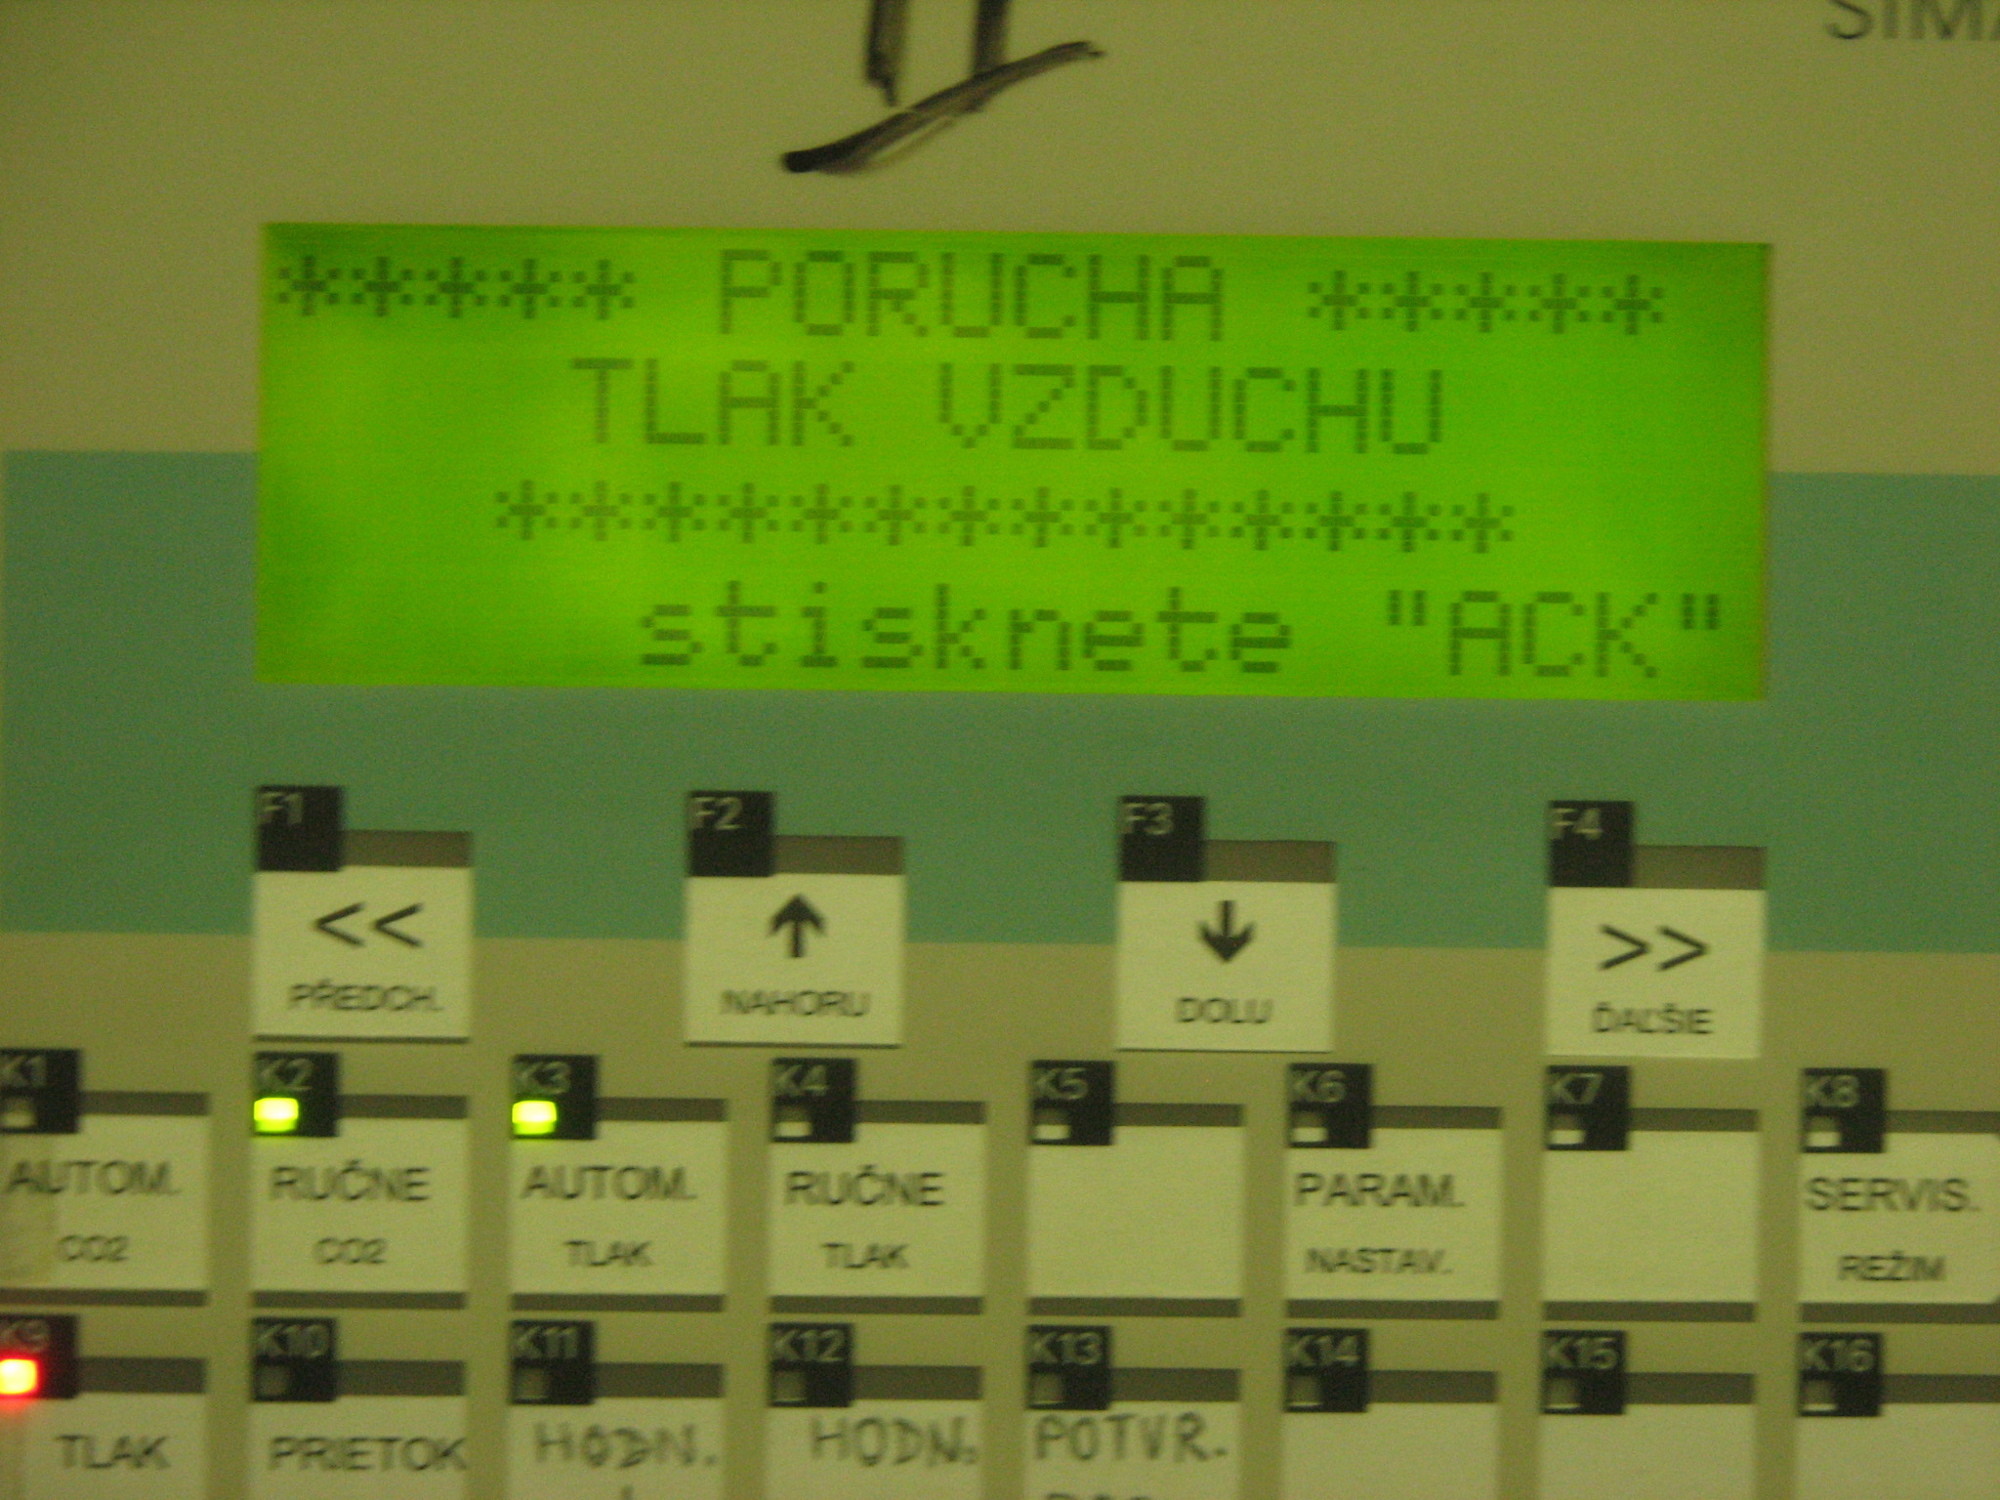 ***** PORUCHA *****
TLAK VZDUCHU
**************
stisknete "ACK"
F1
F2
F3
F4
<<
>>
PŘEDCH.
NAHORU
DOLU
ĎAĽŠIE
K1
K2
K3
K4
K5
K6
K7
K8
AUTOM.
CO2
RUČNE
CO2
AUTOM.
TLAK
RUČNE
TLAK
PARAM.
NASTAV.
SERVIS.
REŽIM
K9
K10
K11
K12
K13
K14
K15
K16
TLAK
PRIETOK
HODN.
HODN.
POTVR.